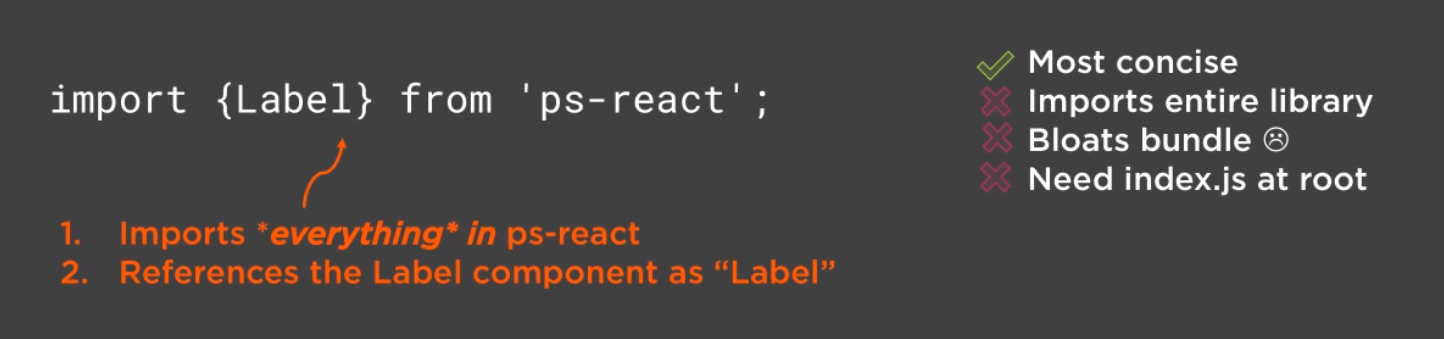 import {Label} from 'ps-react';
1. Imports *everything* in ps-react
2. References the Label component as “Label”
Most concise
Imports entire library
Bloats bundle ☹
Need index.js at root